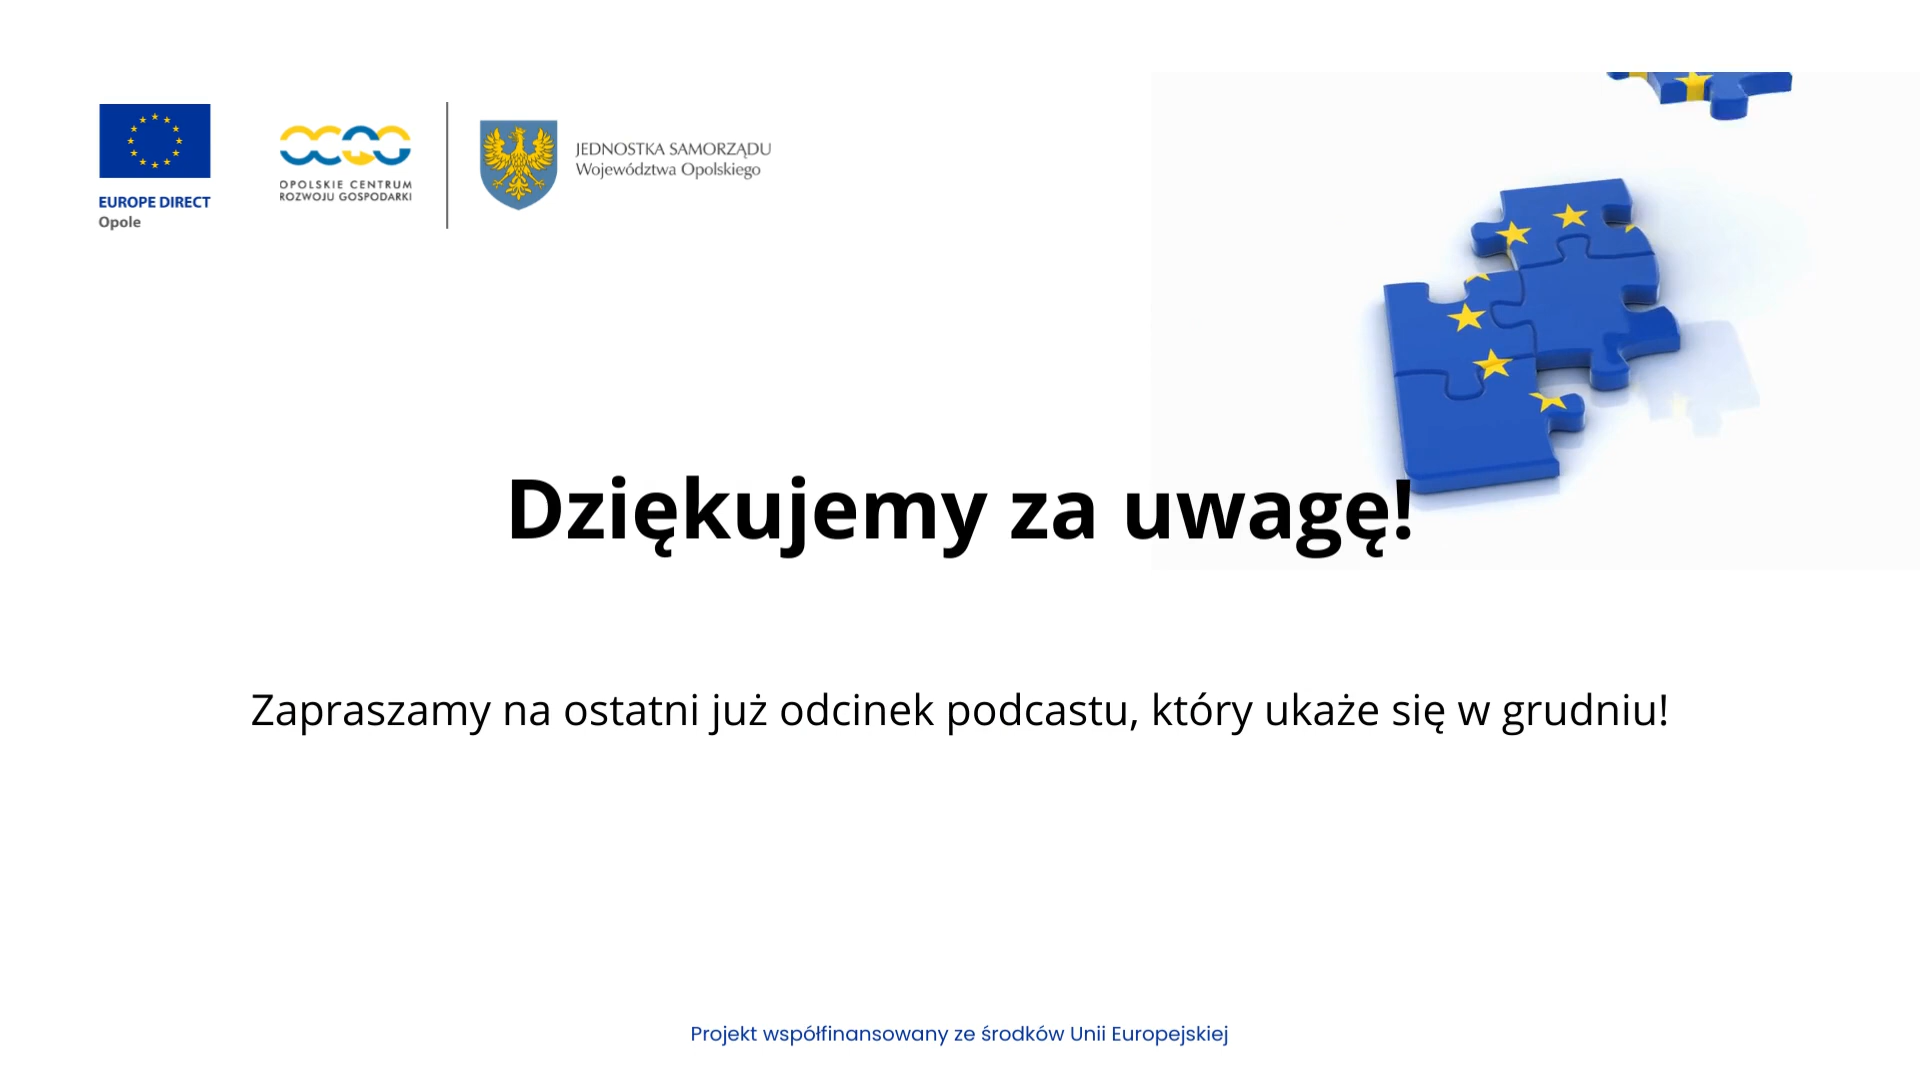 EUROPE DIRECT
Opole
OPOLSKIE CENTRUM
ROZWOJU GOSPODARKI
JEDNOSTKA SAMORZĄDU
Województwa Opolskiego
Dziękujemy za uwagę!
Zapraszamy na ostatni już odcinek podcastu, który ukaże się w grudniu!
Projekt współfinansowany ze środków Unii Europejskiej